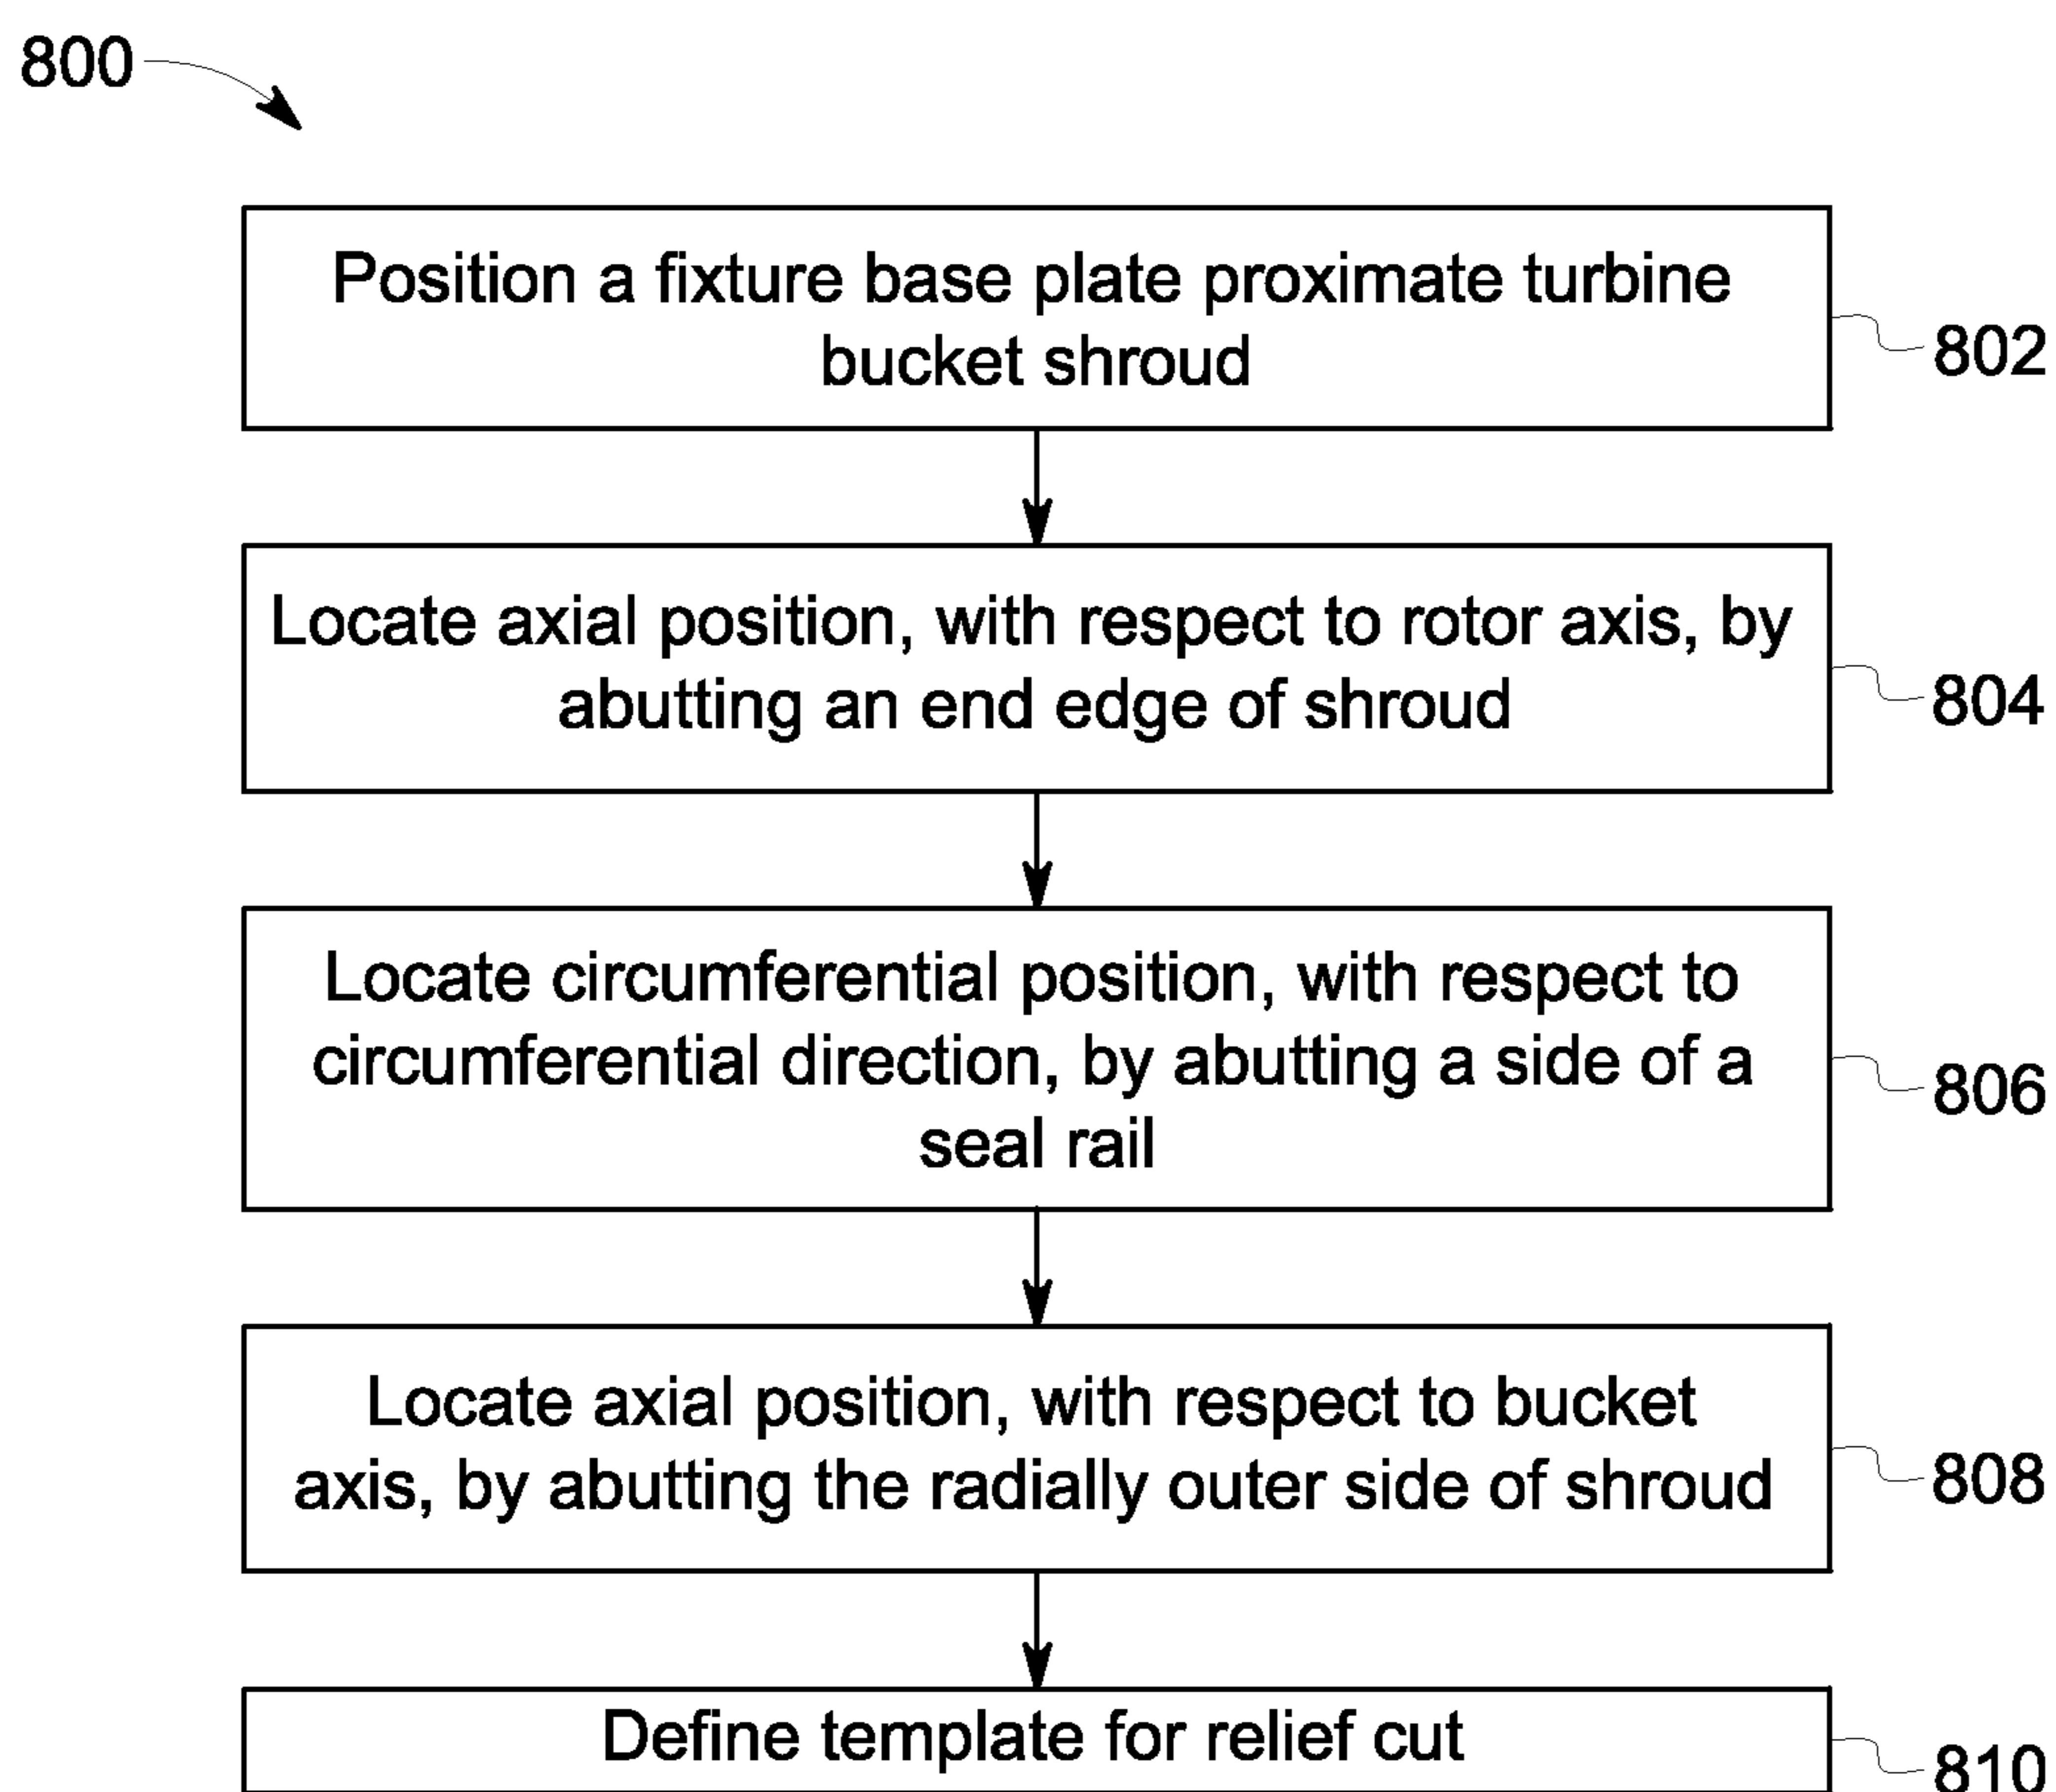 800
Position a fixture base plate proximate turbine
bucket shroud
802
Locate axial position, with respect to rotor axis, by
abutting an end edge of shroud
804
Locate circumferential position, with respect to
circumferential direction, by abutting a side of a
seal rail
806
Locate axial position, with respect to bucket
axis, by abutting the radially outer side of shroud
808
Define template for relief cut
810